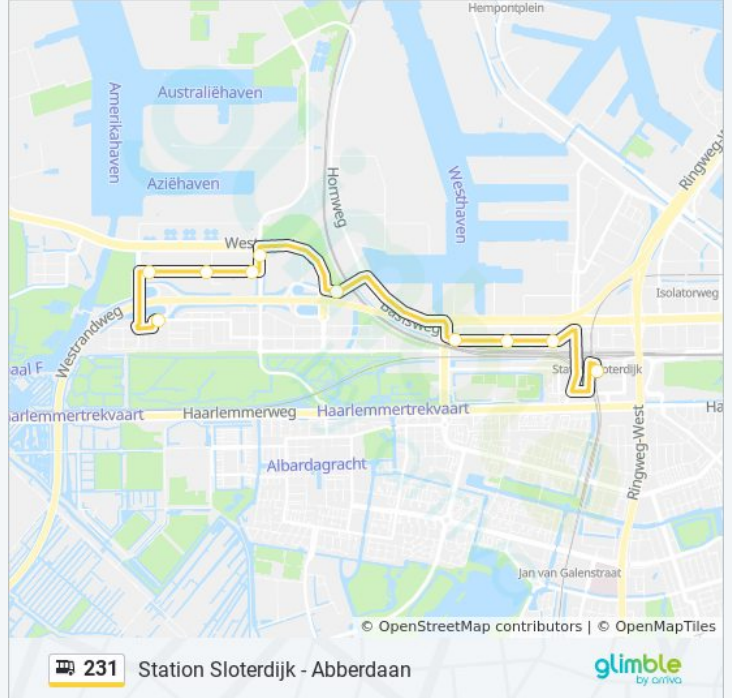 Hempontplein
Australiëhaven
Amerikahaven
Aziëhaven
Hornweg
Westhaven
Ringweg-W
West
Isolatorweg
Basisweg
Westrandweg
Station Sloterdijk
aal F
aarlemmertrekvaart
Haarlemmerweg
Haarlemmertrekvaart
Ha
Ringweg-West
Albardagracht
Jan van Galenstraat
© OpenStreetMap contributors | © OpenMapTiles
231 Station Sloterdijk - Abberdaan
glimble
by arriva